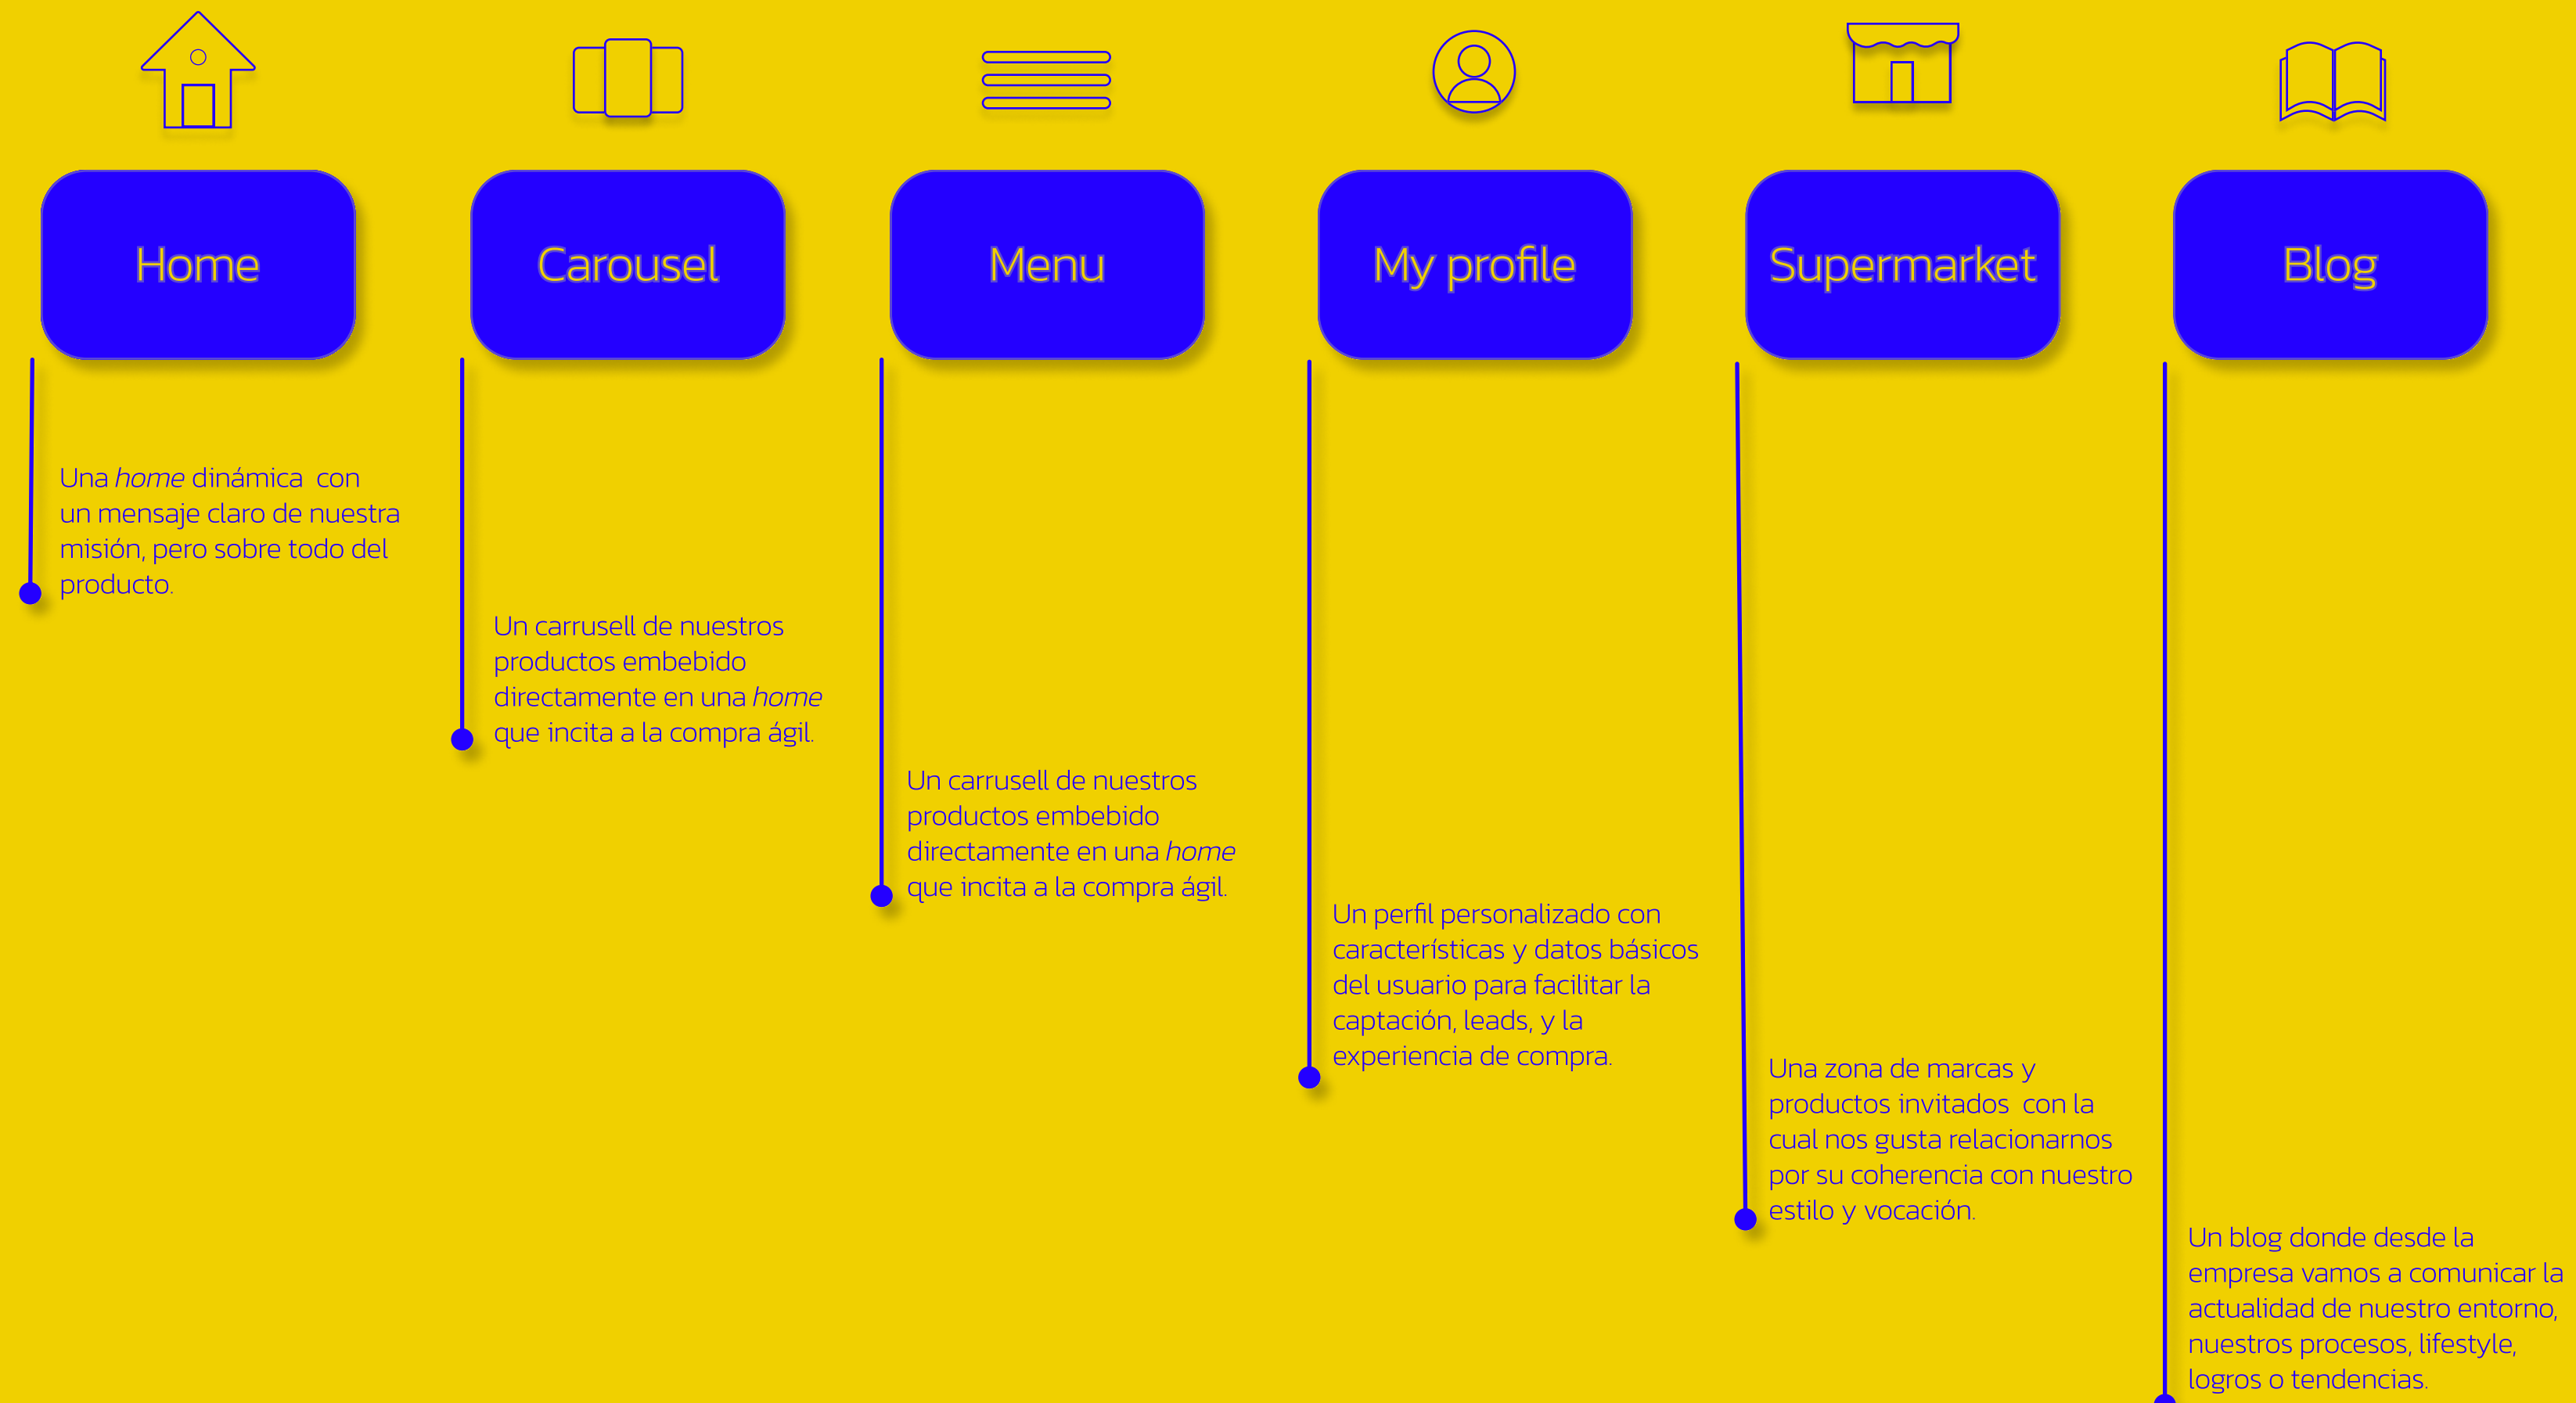 Home
Carousel
Menu
My profile
Supermarket
Blog
Una home dinámica  con
un mensaje claro de nuestra
misión, pero sobre todo del
producto.
Un carrusell de nuestros
productos embebido
directamente en una home
que incita a la compra ágil.
Un carrusell de nuestros
productos embebido
directamente en una home
que incita a la compra ágil.
Un perfil personalizado con
características y datos básicos
del usuario para facilitar la
captación, leads, y la
experiencia de compra.
Una zona de marcas y
productos invitados  con la
cual nos gusta relacionarnos
por su coherencia con nuestro
estilo y vocación.
Un blog donde desde la
empresa vamos a comunicar la
actualidad de nuestro entorno,
nuestros procesos, lifestyle,
logros o tendencias.